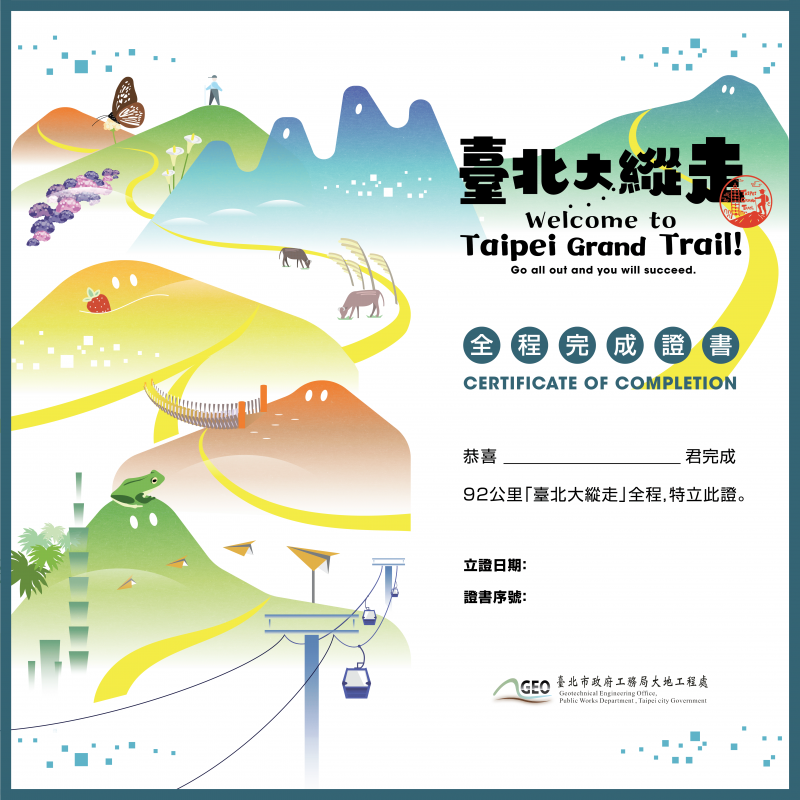 臺北大縱走
Welcome to
Taipei Grand Trail!
Go all out and you will succeed.
全程完成證書
CERTIFICATE OF COMPLETION
恭喜 ____________________ 君完成
92公里「臺北大縱走」全程,特立此證。
立證日期:
證書序號:
GEO 臺北市政府工務局大地工程處
Geotechnical Engineering Office,
Public Works Department, Taipei city Government